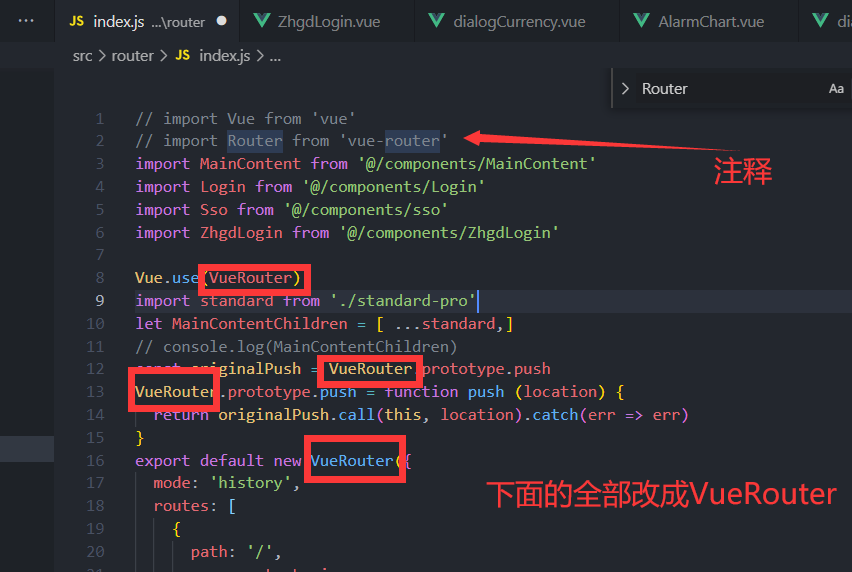 ··· JS index.js ...\router ● ZhgdLogin.vue dialogCurrency.vue AlarmChart.vue di
src > router > JS index.js > ...
> Router Aa
1 // import Vue from 'vue'
2 // import Router from 'vue-router'
注释
3 import MainContent from '@/components/MainContent'
4 import Login from '@/components/Login'
5 import Sso from '@/components/sso'
6 import ZhgdLogin from '@/components/ZhgdLogin'
7
8 Vue.use(VueRouter)
9 import standard from './standard-pro'
10 let MainContentChildren = [ ...standard,]
11 // console.log(MainContentChildren)
12 const originalPush = VueRouter.prototype.push
13 VueRouter.prototype.push = function push (location) {
14 return originalPush.call(this, location).catch(err => err)
15 }
16 export default new VueRouter({
17 mode: 'history',
18 routes: [
下面的全部改成VueRouter
19 {
20 path: '/',